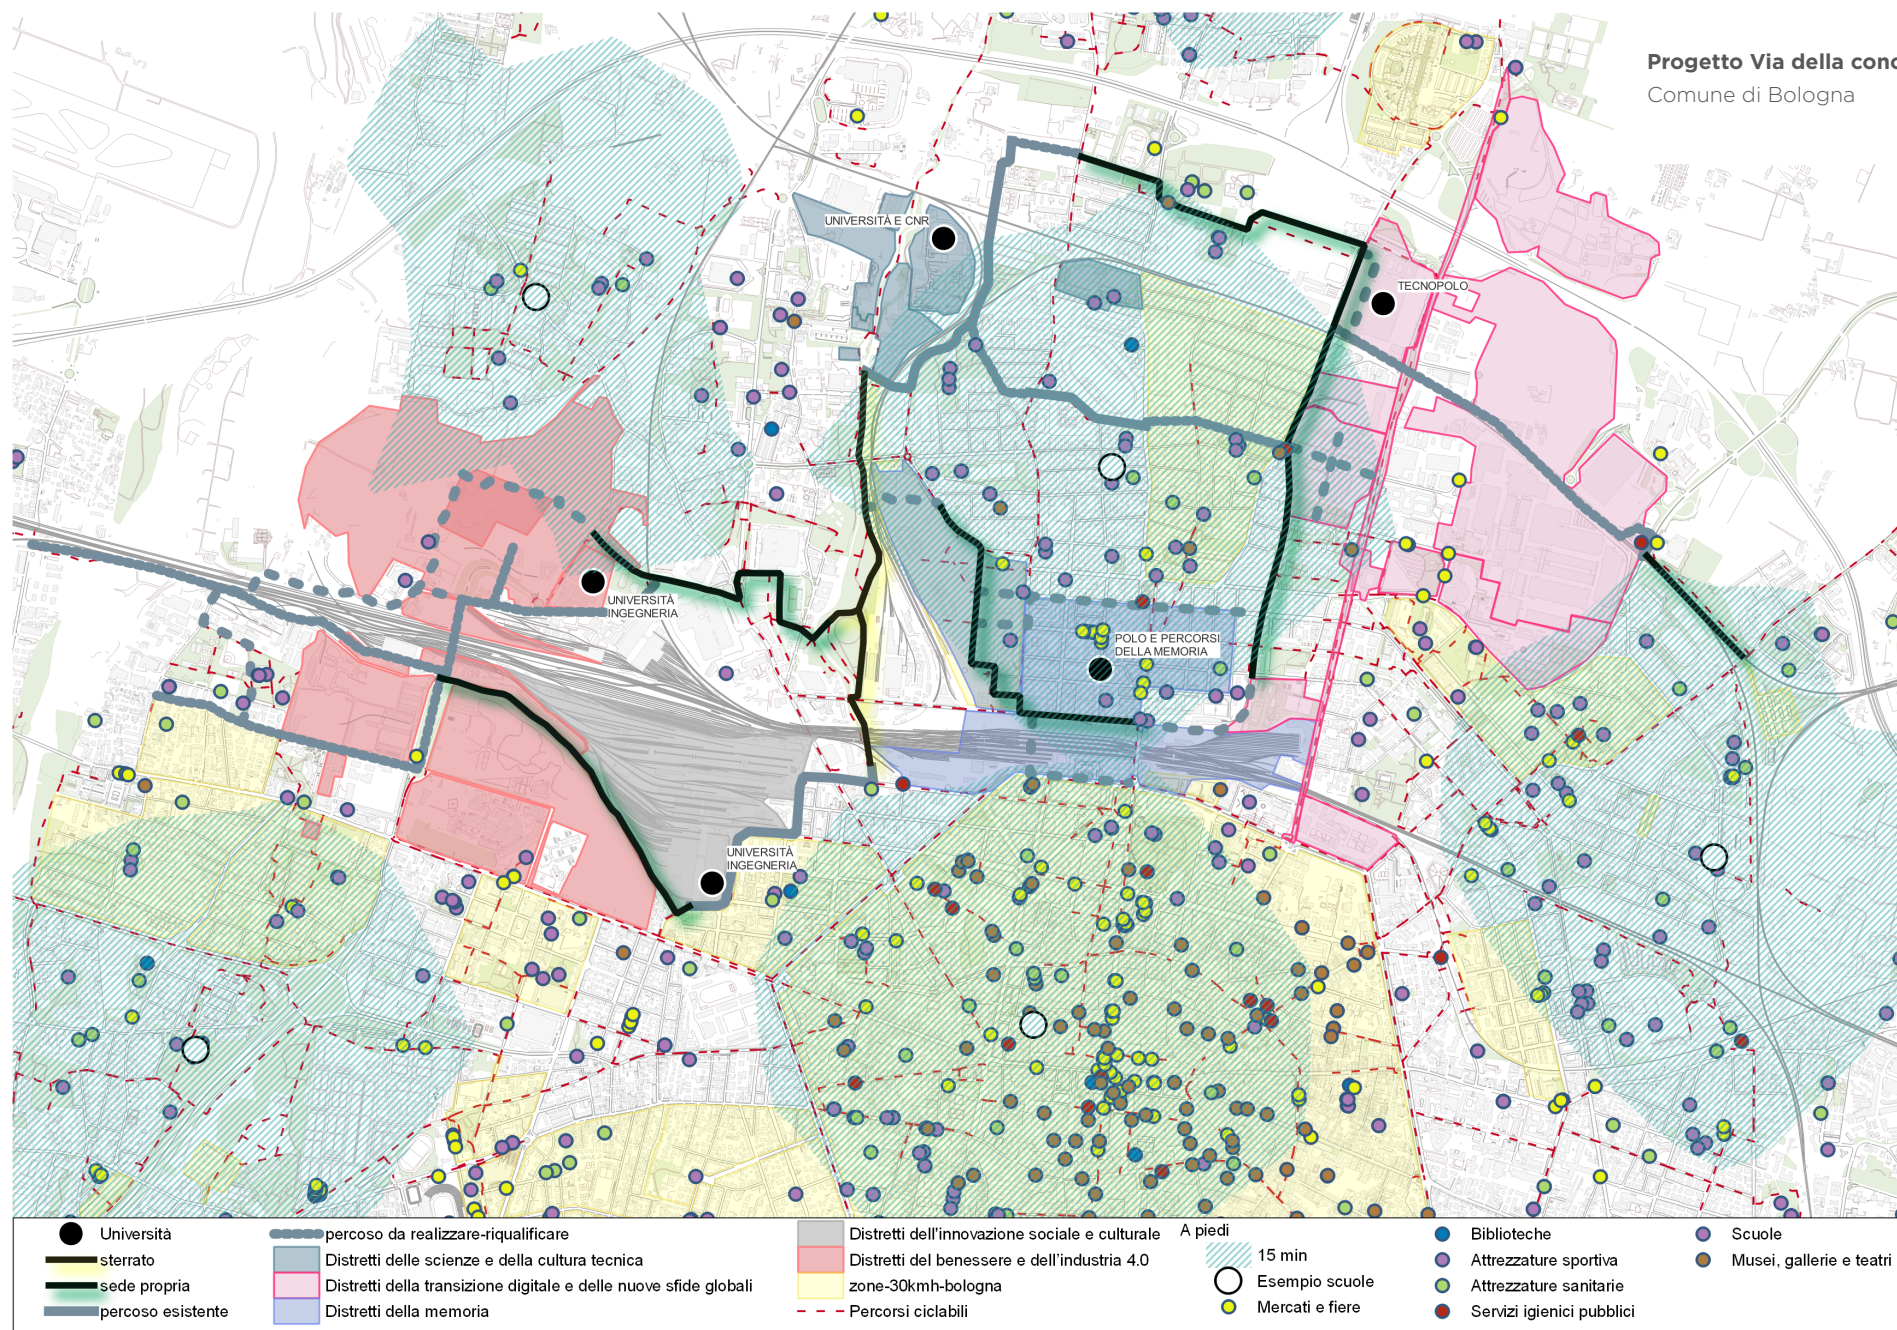 Progetto Via della cono
Comune di Bologna
UNIVERSITÀ E CNR
TECNOPOLO
UNIVERSITÀ
INGEGNERIA
POLO E PERCORSI
DELLA MEMORIA
UNIVERSITÀ
INGEGNERIA
Università
sterrato
sede propria
percoso esistente
percoso da realizzare-riqualificare
Distretti delle scienze e della cultura tecnica
Distretti della transizione digitale e delle nuove sfide globali
Distretti della memoria
Distretti dell'innovazione sociale e culturale
Distretti del benessere e dell'industria 4.0
zone-30kmh-bologna
Percorsi ciclabili
A piedi
15 min
Esempio scuole
Mercati e fiere
Biblioteche
Attrezzature sportiva
Attrezzature sanitarie
Servizi igienici pubblici
Scuole
Musei, gallerie e teatri